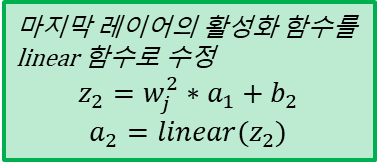 마지막 레이어의 활성화 함수를
linear 함수로 수정
z₂ = wⱼ² * a₁ + b₂
a₂ = linear(z₂)